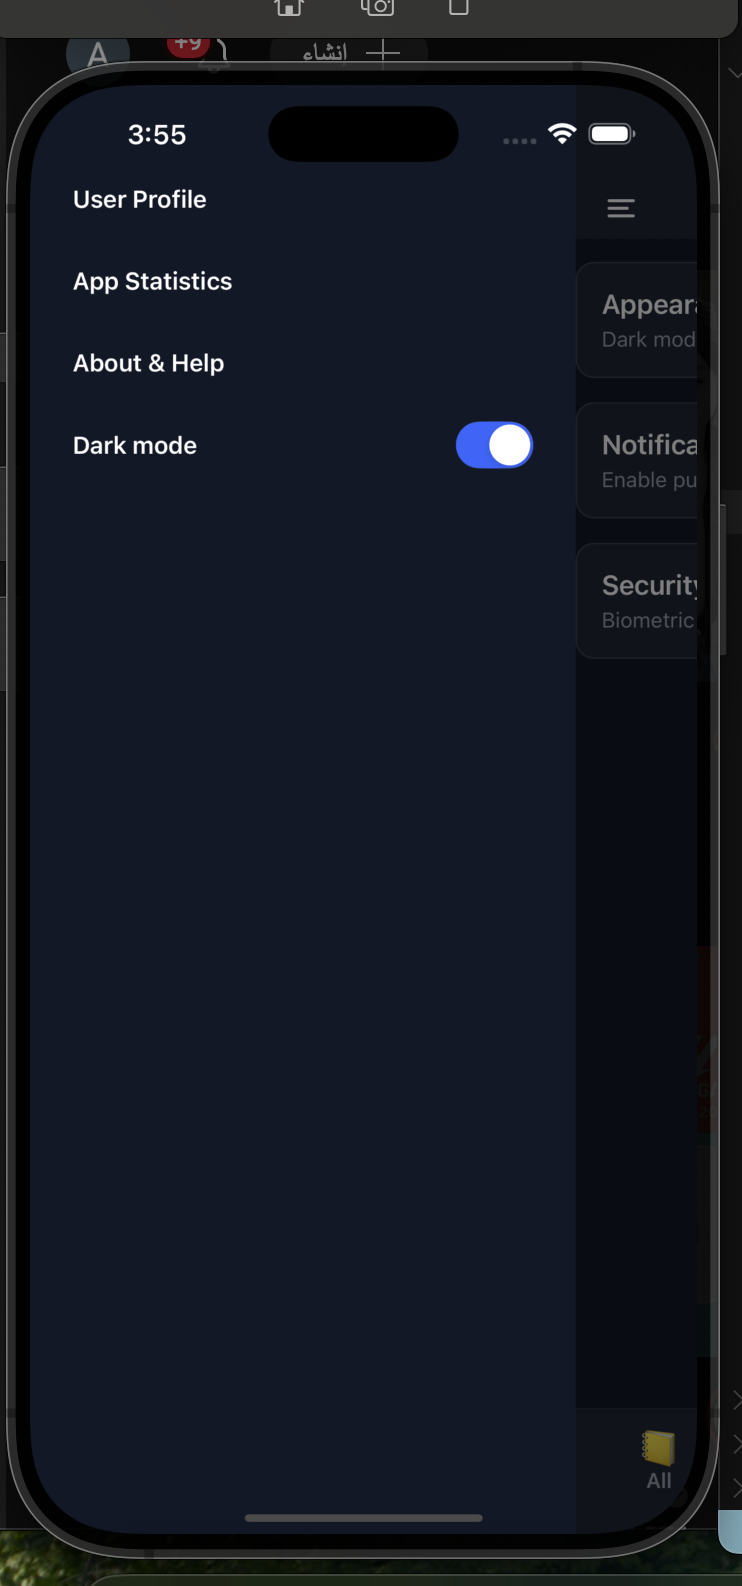 A
+9
إنشاء
3:55
User Profile
App Statistics
About & Help
Dark mode
Appear
Dark mod
Notifica
Enable pu
Security
Biometric
All